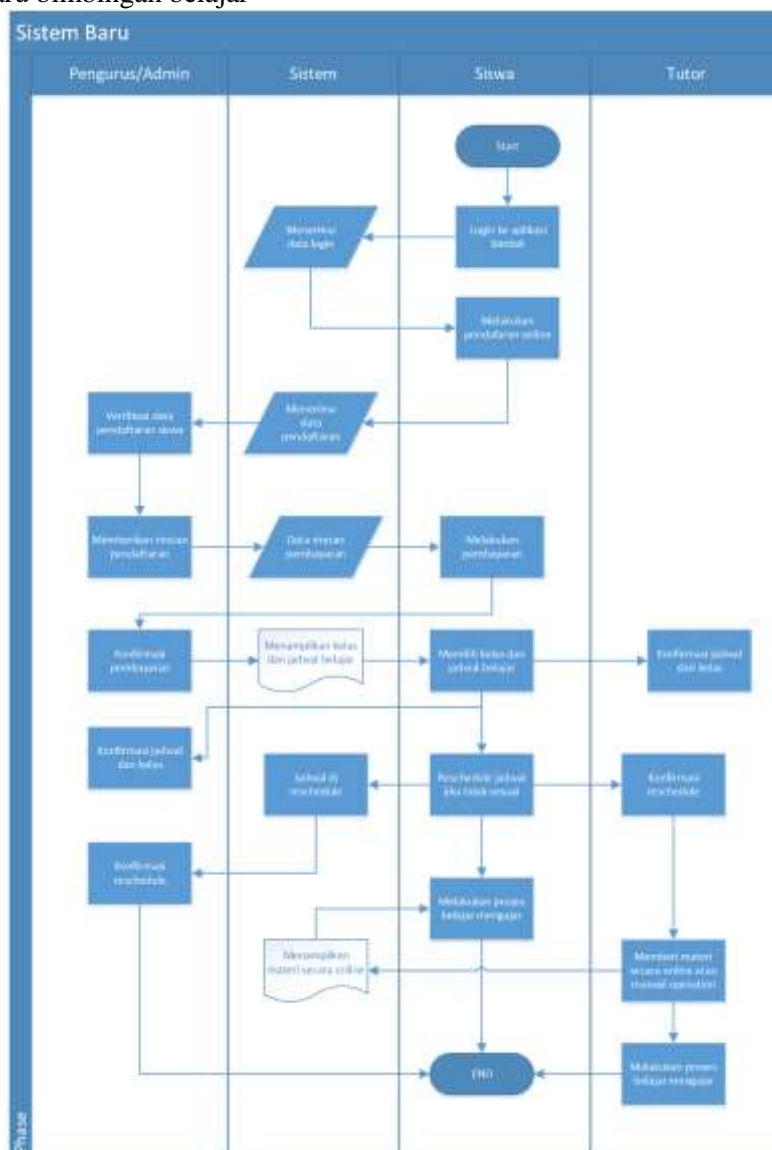 Sistem Baru
Pengurus/Admin
Sistem
Siswa
Tutor
Start
Login ke aplikasi
bimbel
Menerima
data login
Melakukan
pendaftaran online
Menerima
data
pendaftaran
Verifikasi data
pendaftaran siswa
Memberikan rincian
pendaftaran
Data rincian
pembayaran
Melakukan
pembayaran
Konfirmasi
pembayaran
Menampilkan kelas
dan jadwal belajar
Memilih kelas dan
jadwal belajar
Konfirmasi jadwal
dan kelas
Konfirmasi jadwal
dan kelas
Jadwal di
reschedule
Reschedule jadwal
jika tidak sesuai
Konfirmasi
reschedule
Konfirmasi
reschedule
Melakukan proses
belajar mengajar
Menampilkan
materi secara online
Memberi materi
secara online atau
manual operation
Melakukan proses
belajar mengajar
END
Phase